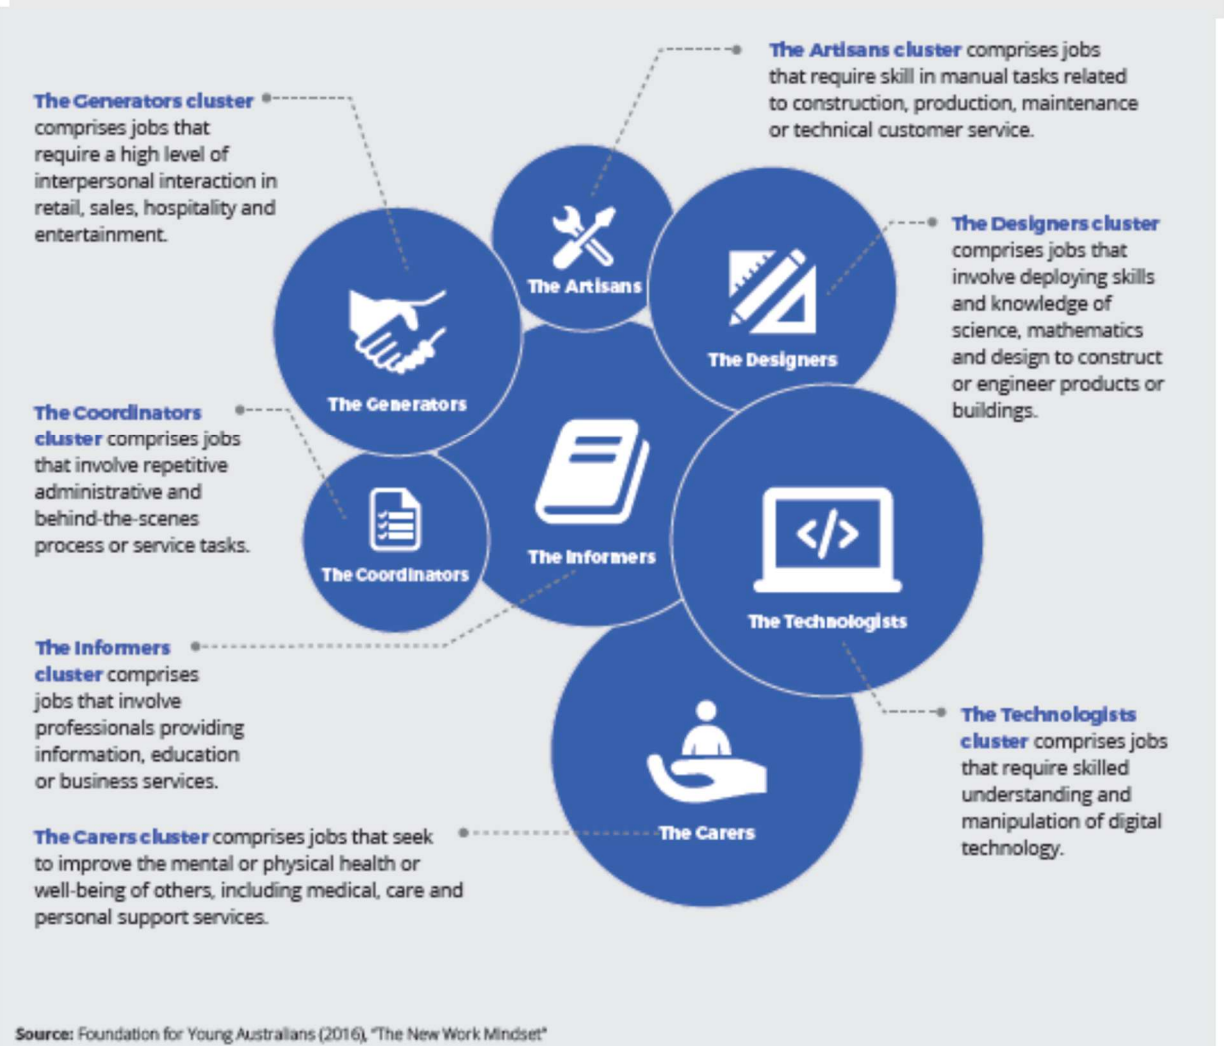 The Artisans cluster comprises jobs
that require skill in manual tasks related
to construction, production, maintenance
or technical customer service.
The Generators cluster
comprises jobs that
require a high level of
interpersonal interaction in
retail, sales, hospitality and
entertainment.
The Designers cluster
comprises jobs that
involve deploying skills
and knowledge of
science, mathematics
and design to construct
or engineer products or
buildings.
The Artisans
The Designers
The Generators
The Coordinators
cluster comprises jobs
that involve repetitive
administrative and
behind-the-scenes
process or service tasks.
</>
The Informers
The Coordinators
The Technologists
The Informers
cluster comprises
jobs that involve
professionals providing
information, education
or business services.
The Technologists
cluster comprises jobs
that require skilled
understanding and
manipulation of digital
technology.
The Carers cluster comprises jobs that seek
to improve the mental or physical health or
well-being of others, including medical, care and
personal support services.
The Carers
Source: Foundation for Young Australians (2016), "The New Work Mindset"